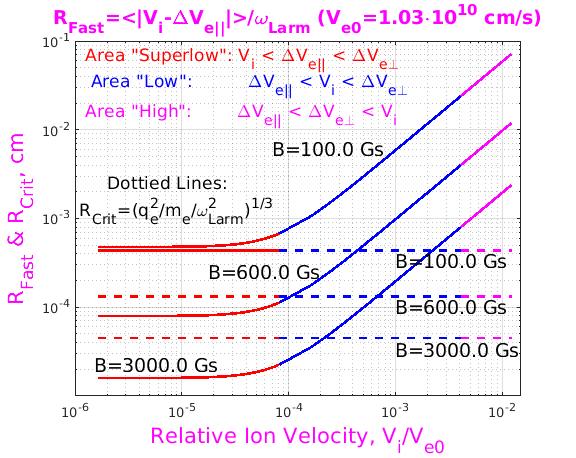 R_Fast=<|V_i-ΔV_e|||>/ω_Larm (V_e0=1.03·10^10 cm/s)
Area "Superlow": V_i < ΔV_e|| < ΔV_e⊥
Area "Low": ΔV_e|| < V_i < ΔV_e⊥
Area "High": ΔV_e|| < ΔV_e⊥ < V_i
B=100.0 Gs
Dottied Lines:
R_Crit=(q_e^2/m_e/ω_Larm^2)^1/3
B=100.0 Gs
B=600.0 Gs
B=600.0 Gs
B=3000.0 Gs
B=3000.0 Gs
R_Fast & R_Crit, cm
10^-1
10^-2
10^-3
10^-4
10^-6 10^-5 10^-4 10^-3 10^-2
Relative Ion Velocity, V_i/V_e0